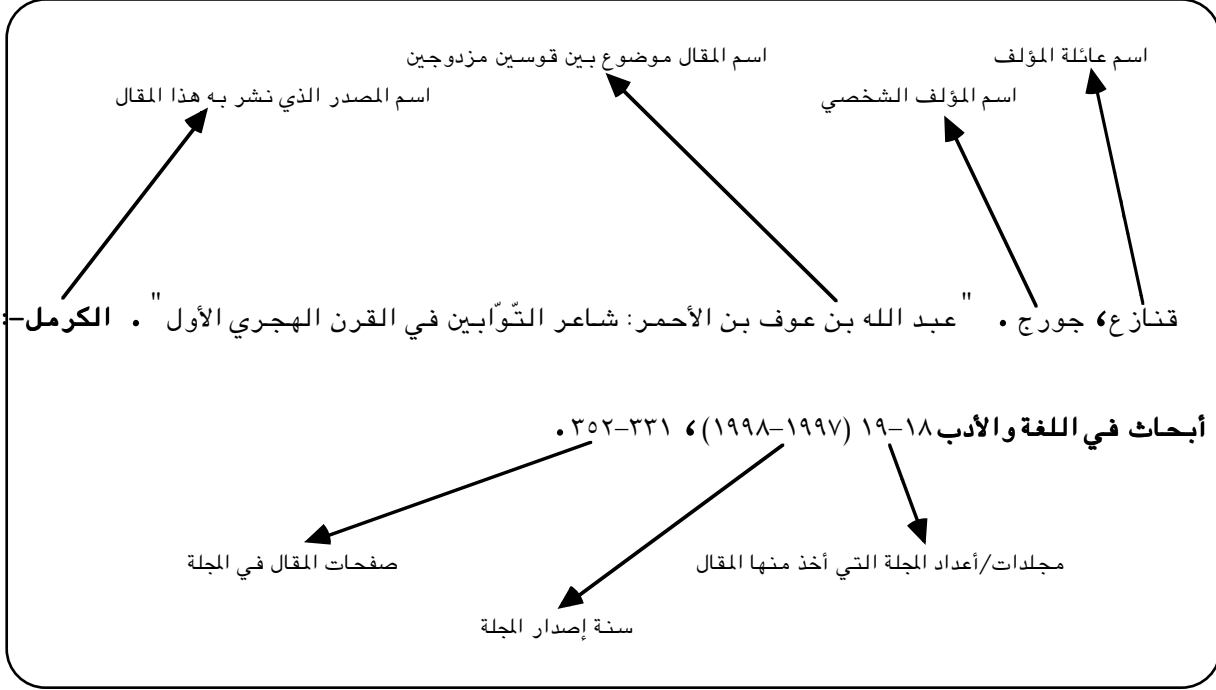 اسم عائلة المؤلف
اسم المقال موضوع بين قوسين مزدوجين
اسم المؤلف الشخصي
اسم المصدر الذي نشر به هذا المقال
قنازع، جورج. "عبد الله بن عوف بن الأحمر: شاعر التّوّابين في القرن الهجري الأول". الكرمل–:
أبحاث في اللغة والأدب ١٨–١٩ (١٩٩٧–١٩٩٨)، ٣٣١–٣٥٢.
مجلدات/أعداد المجلة التي أخذ منها المقال
صفحات المقال في المجلة
سنة إصدار المجلة